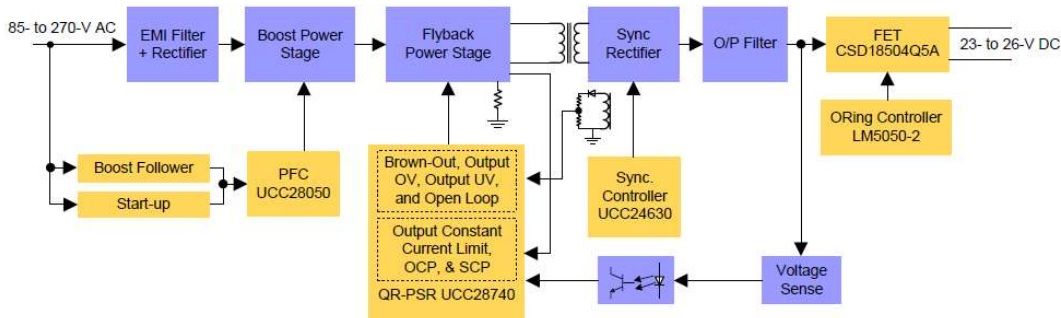 85- to 270-V AC
EMI Filter
+ Rectifier
Boost Power
Stage
Flyback
Power Stage
Sync
Rectifier
O/P Filter
FET
CSD18504Q5A
23- to 26-V DC
ORing Controller
LM5050-2
Boost Follower
Start-up
PFC
UCC28050
Brown-Out, Output
OV, Output UV,
and Open Loop
Output Constant
Current Limit,
OCP, & SCP
QR-PSR UCC28740
Sync.
Controller
UCC24630
Voltage
Sense